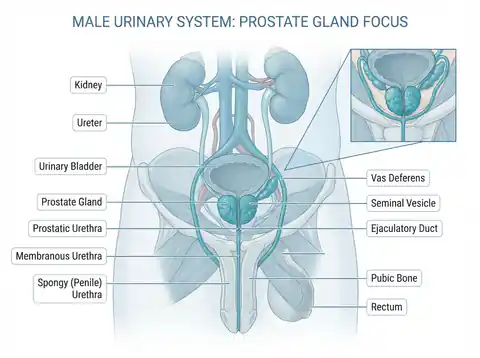 MALE URINARY SYSTEM: PROSTATE GLAND FOCUS
Kidney
Ureter
Urinary Bladder
Prostate Gland
Prostatic Urethra
Membranous Urethra
Spongy (Penile)
Urethra
Vas Deferens
Seminal Vesicle
Ejaculatory Duct
Pubic Bone
Rectum